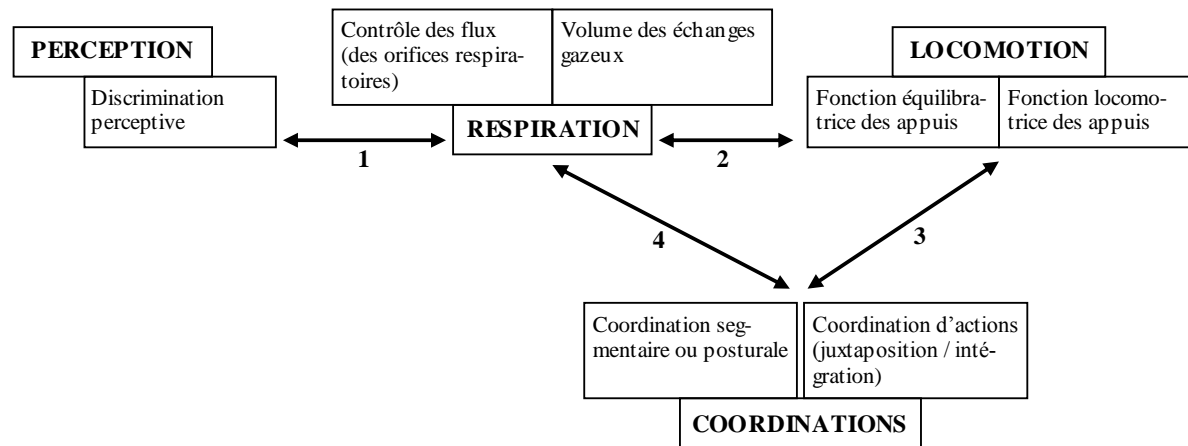 PERCEPTION
Discrimination
perceptive
Contrôle des flux
(des orifices respira-
toires)
Volume des échanges
gazeux
RESPIRATION
LOCOMOTION
Fonction équilibra-
trice des appuis
Fonction locomo-
trice des appuis
1
2
4
3
Coordination seg-
mentaire ou posturale
Coordination d'actions
(juxtaposition / inté-
gration)
COORDINATIONS